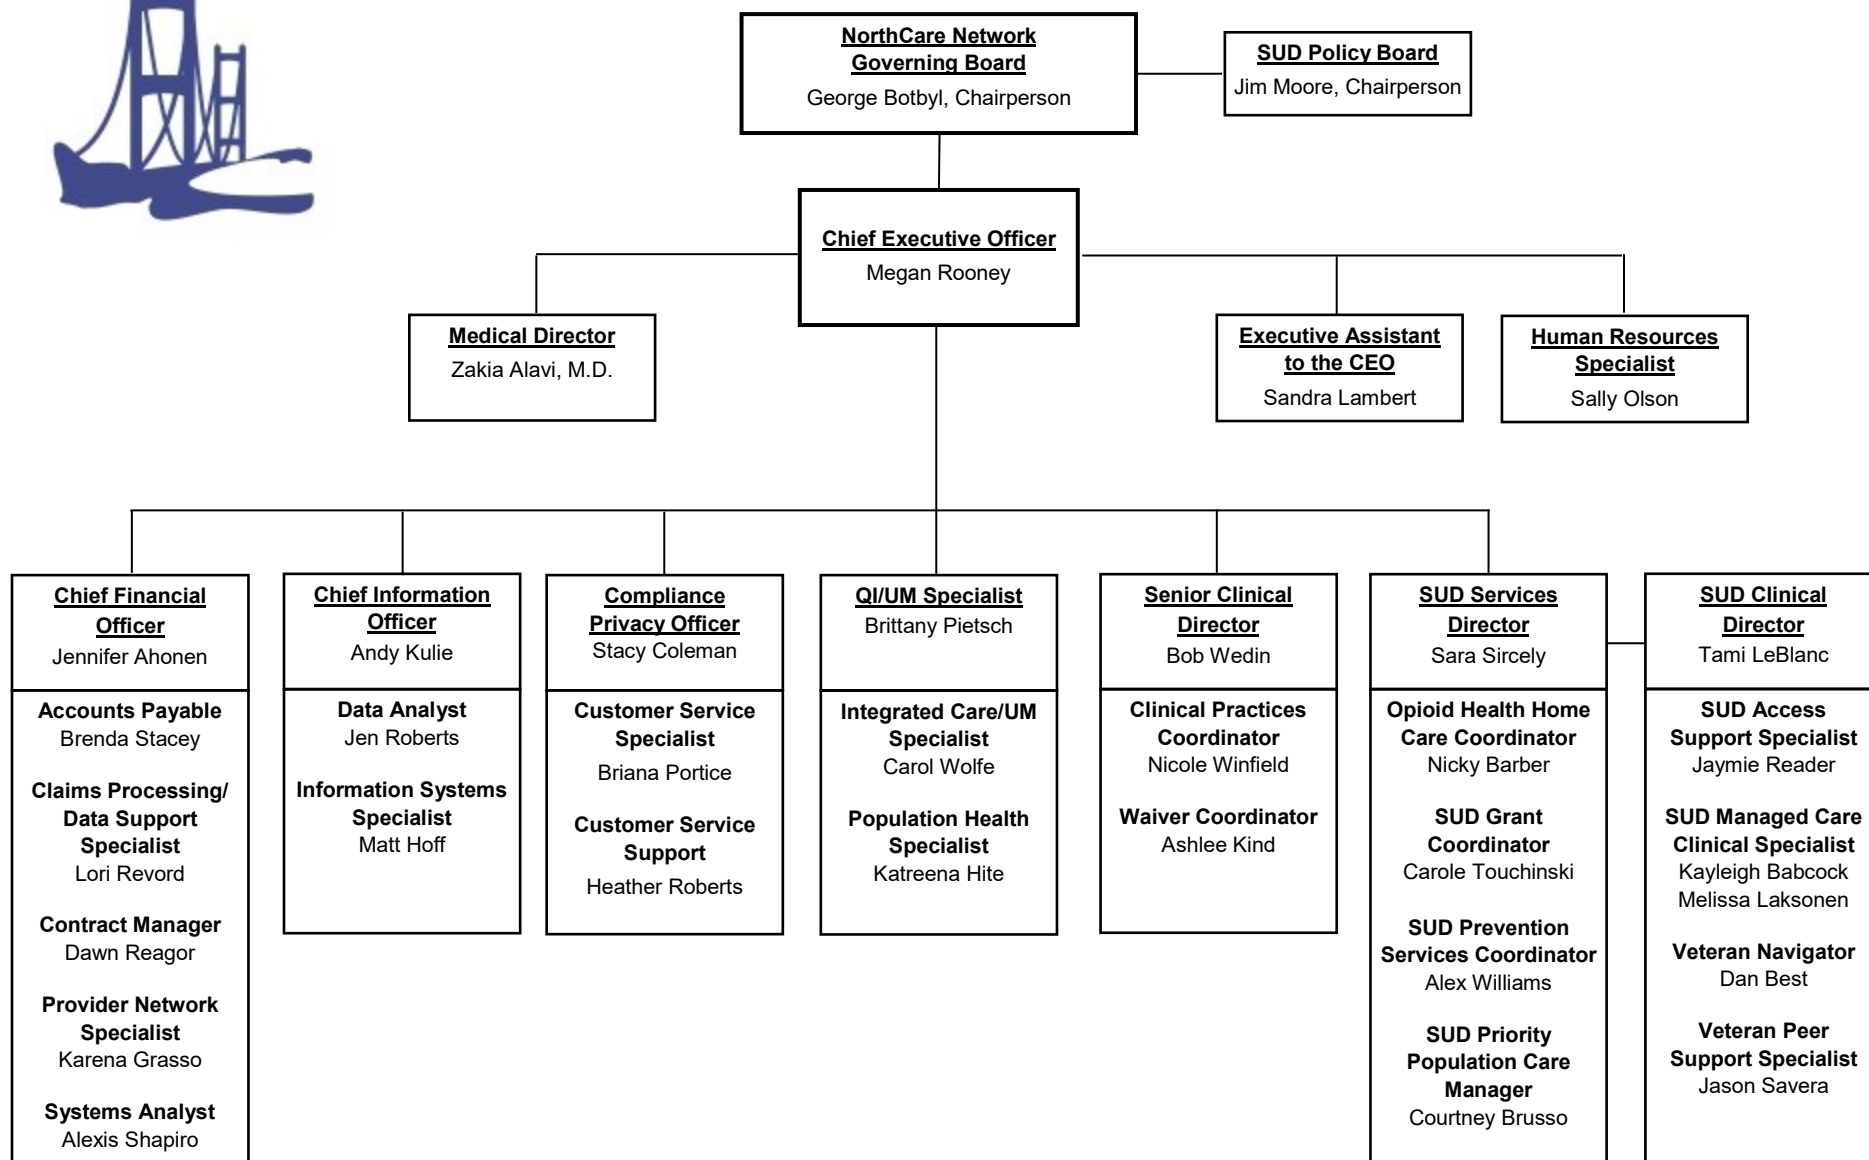 NorthCare Network
Governing Board
George Botbyl, Chairperson
SUD Policy Board
Jim Moore, Chairperson
Chief Executive Officer
Megan Rooney
Medical Director
Zakia Alavi, M.D.
Executive Assistant
to the CEO
Sandra Lambert
Human Resources
Specialist
Sally Olson
Chief Financial
Officer
Jennifer Ahonen
Accounts Payable
Brenda Stacey
Claims Processing/
Data Support
Specialist
Lori Revord
Contract Manager
Dawn Reagor
Provider Network
Specialist
Karena Grasso
Systems Analyst
Alexis Shapiro
Chief Information
Officer
Andy Kulie
Data Analyst
Jen Roberts
Information Systems
Specialist
Matt Hoff
Compliance
Privacy Officer
Stacy Coleman
Customer Service
Specialist
Briana Portice
Customer Service
Support
Heather Roberts
QI/UM Specialist
Brittany Pietsch
Integrated Care/UM
Specialist
Carol Wolfe
Population Health
Specialist
Katreena Hite
Senior Clinical
Director
Bob Wedin
Clinical Practices
Coordinator
Nicole Winfield
Waiver Coordinator
Ashlee Kind
SUD Services
Director
Sara Sircely
Opioid Health Home
Care Coordinator
Nicky Barber
SUD Grant
Coordinator
Carole Touchinski
SUD Prevention
Services Coordinator
Alex Williams
SUD Priority
Population Care
Manager
Courtney Brusso
SUD Clinical
Director
Tami LeBlanc
SUD Access
Support Specialist
Jaymie Reader
SUD Managed Care
Clinical Specialist
Kayleigh Babcock
Melissa Laksonen
Veteran Navigator
Dan Best
Veteran Peer
Support Specialist
Jason Savera